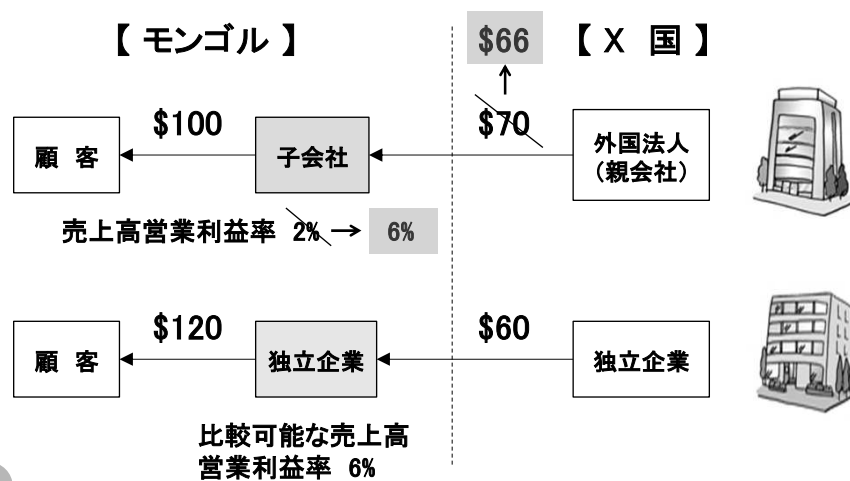 【 モンゴル 】
$66
【 X 国 】
$100
$70
顧 客
子会社
外国法人
（親会社）
売上高営業利益率 2% → 6%
$120
$60
顧 客
独立企業
独立企業
比較可能な売上高
営業利益率 6%